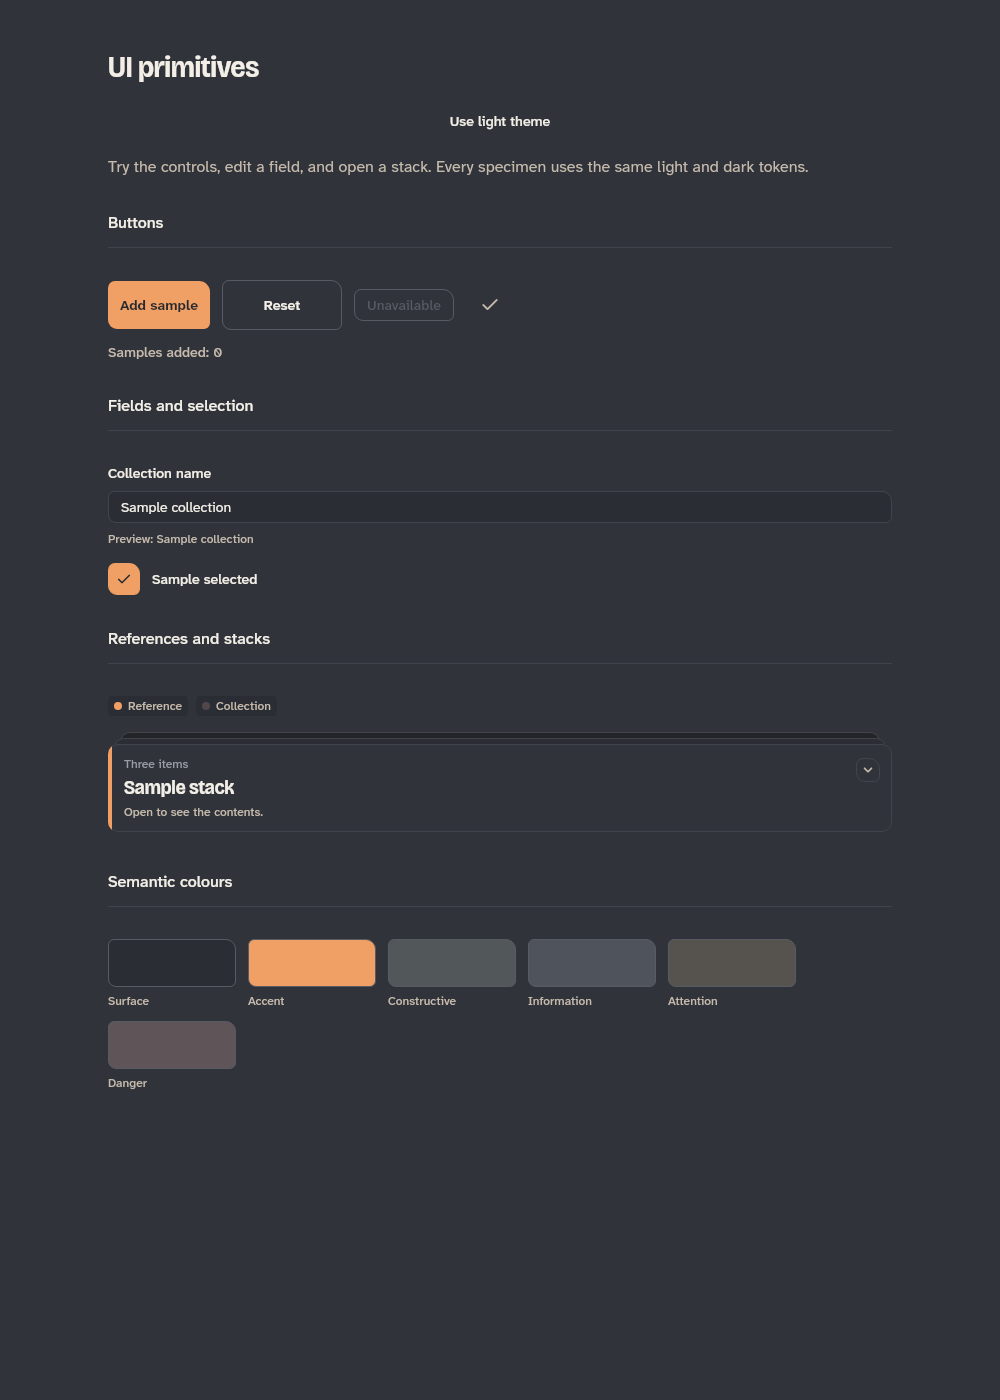 UI primitives
Use light theme
Try the controls, edit a field, and open a stack. Every specimen uses the same light and dark tokens.
Buttons
Add sample
Reset
Unavailable
Samples added: 0
Fields and selection
Collection name
Sample collection
Preview: Sample collection
Sample selected
References and stacks
Reference
Collection
Three items
Sample stack
Open to see the contents.
Semantic colours
Surface
Accent
Constructive
Information
Attention
Danger